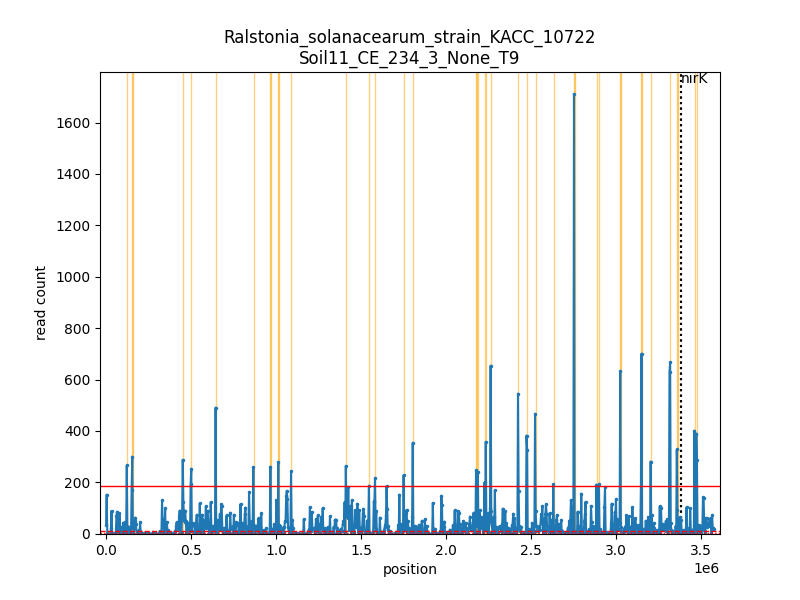 Ralstonia_solanacearum_strain_KACC_10722
Soil11_CE_234_3_None_T9
nirK
read count
1600
1400
1200
1000
800
600
400
200
0
0.0 0.5 1.0 1.5 2.0 2.5 3.0 3.5
1e6
position